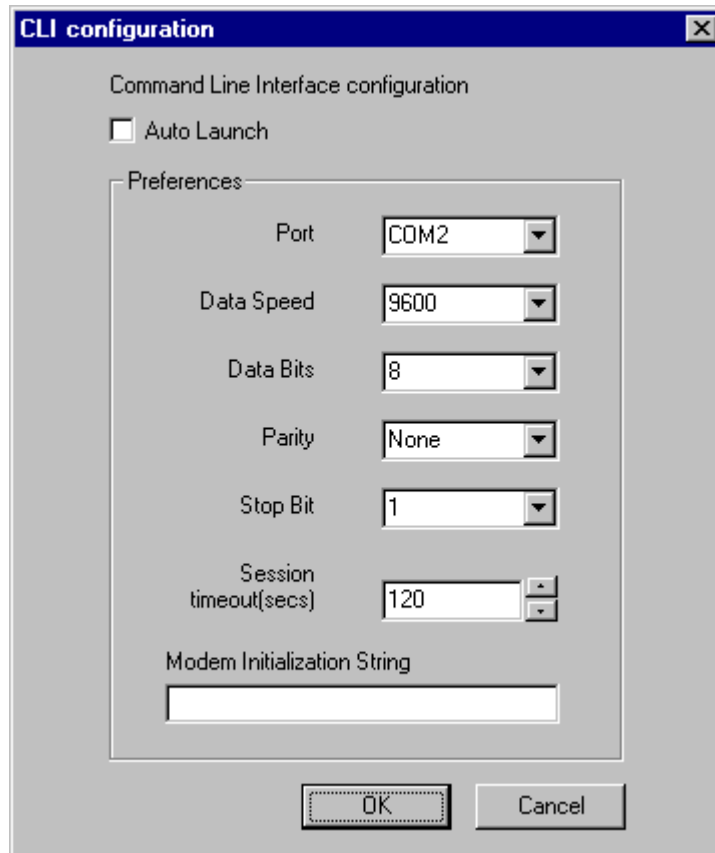 CLI configuration
Command Line Interface configuration
Auto Launch
Preferences
Port COM2
Data Speed 9600
Data Bits 8
Parity None
Stop Bit 1
Session
timeout(secs) 120
Modem Initialization String
OK Cancel